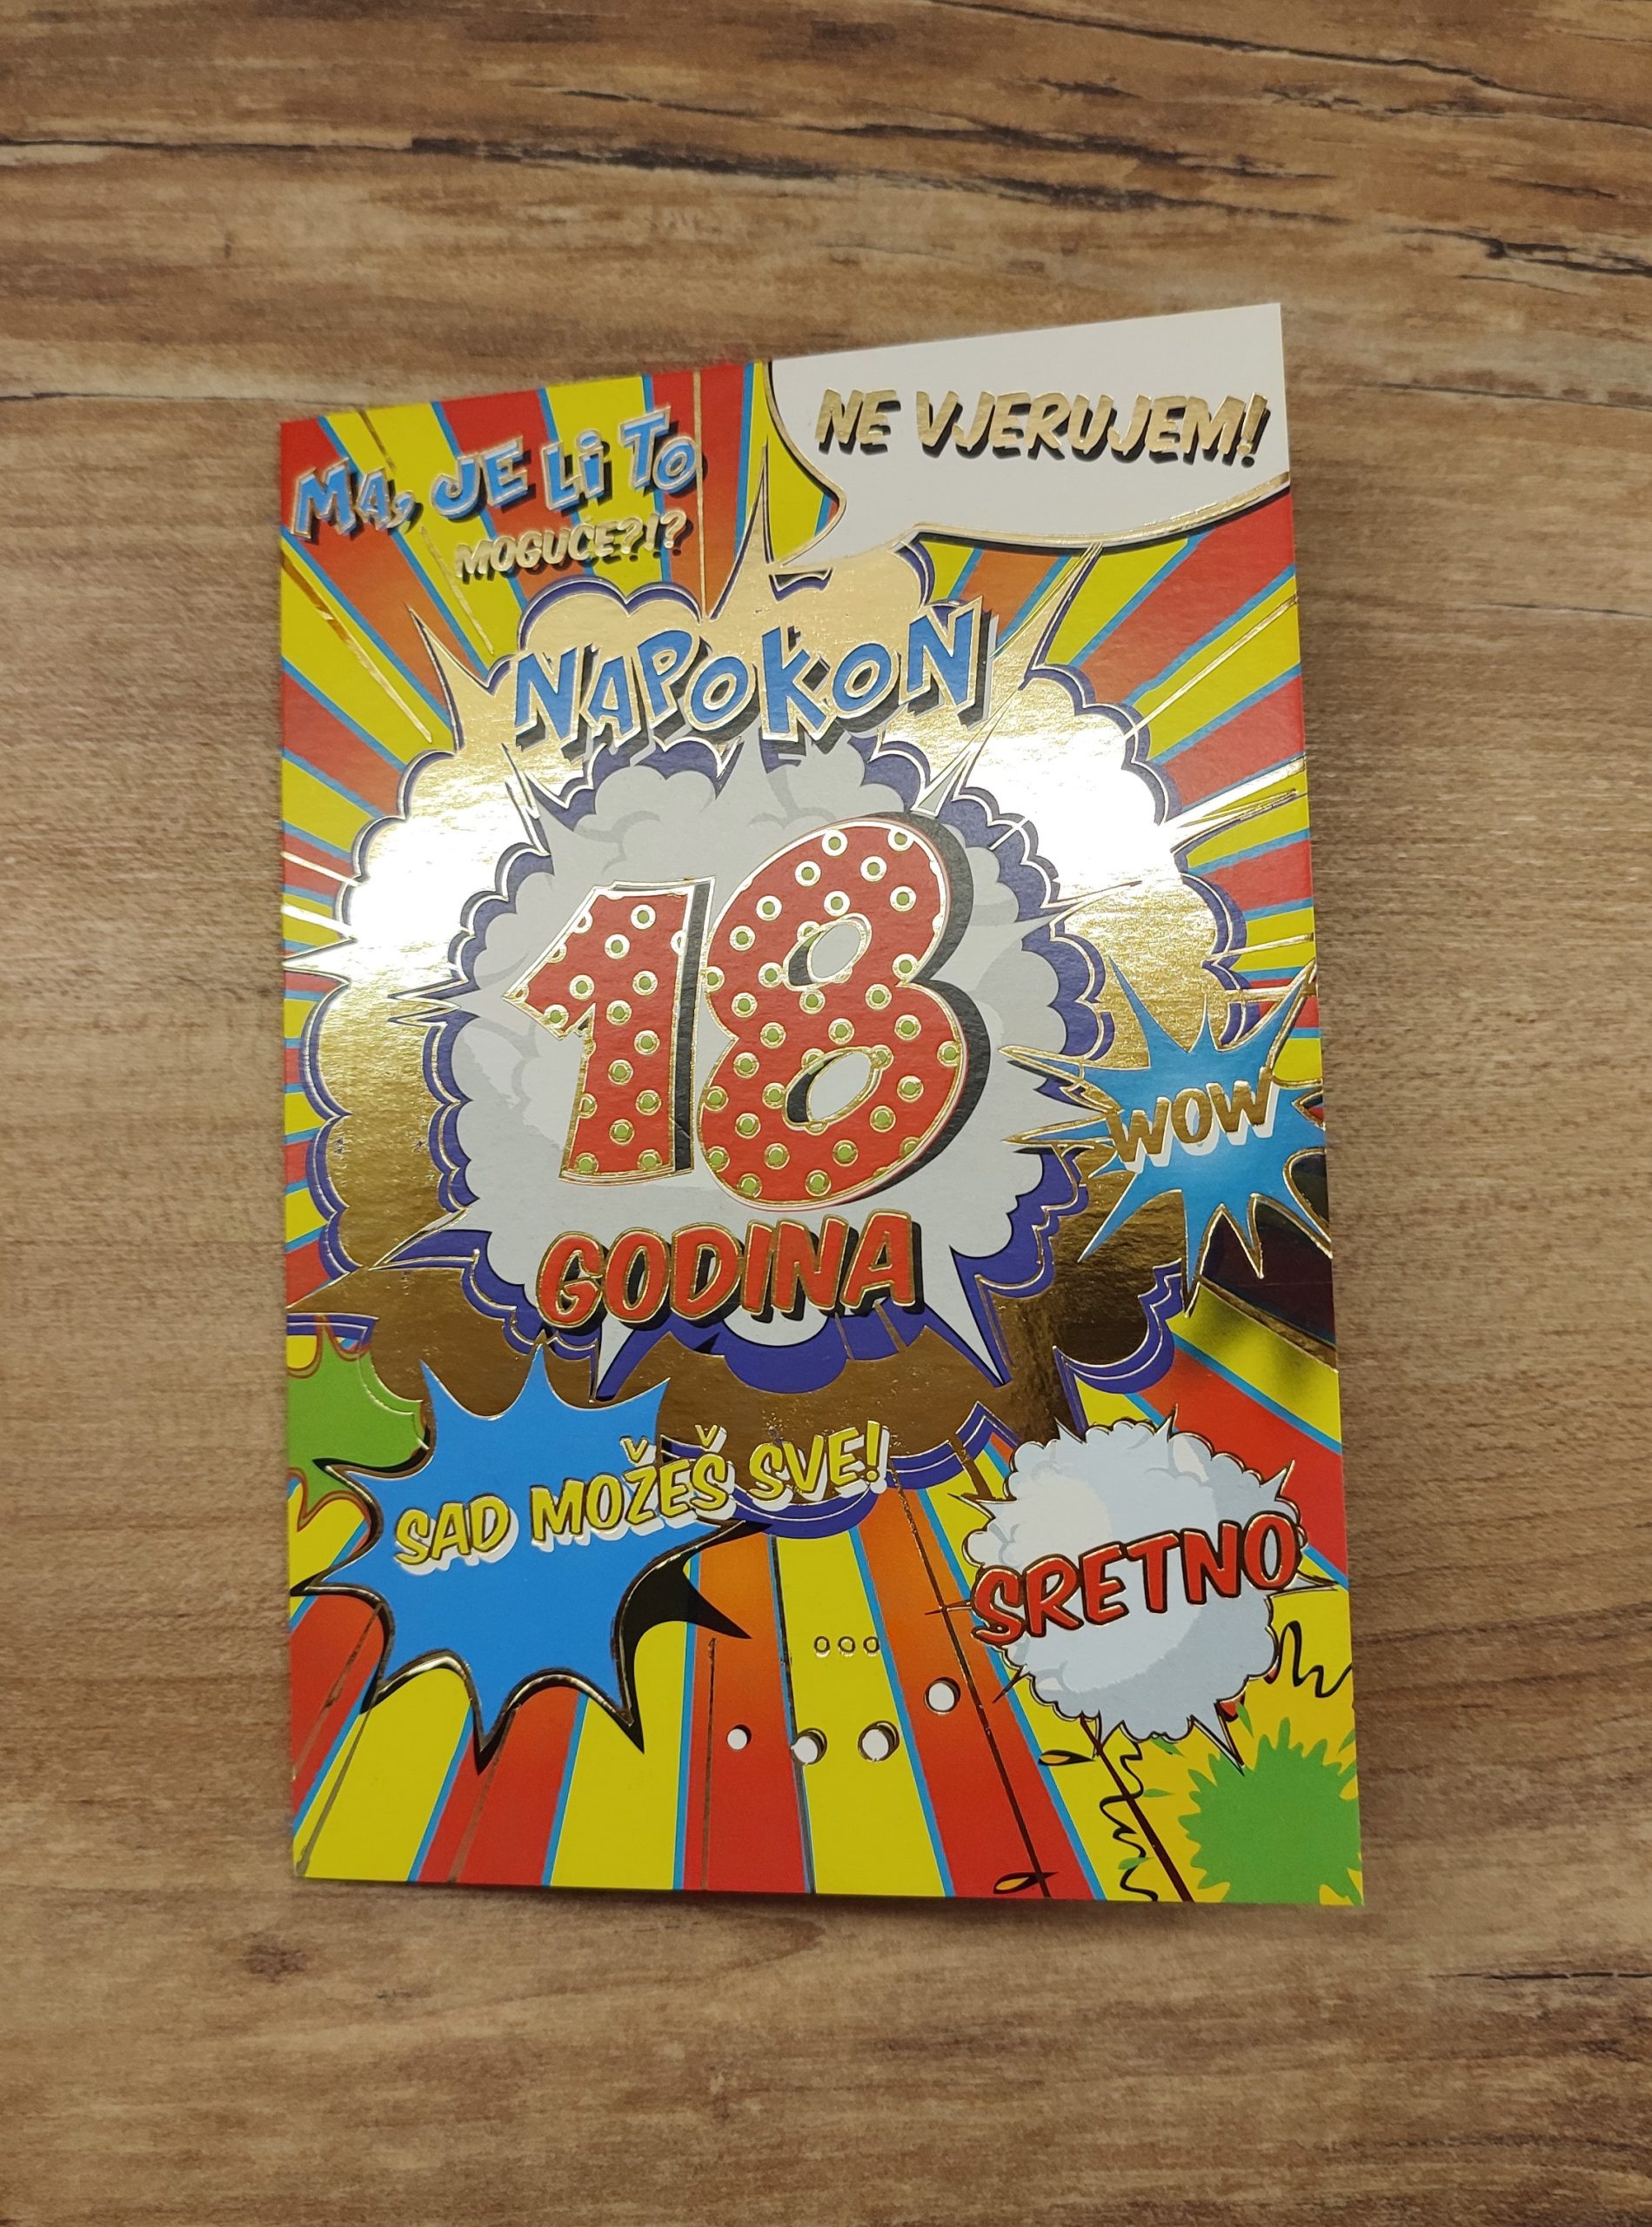 MA, JE Li To
MOGUĆE?!?
NE VJERUJEM!
NAPOKON
18
GODINA
WOW
SAD MOŽEŠ SVE!
SRETNO